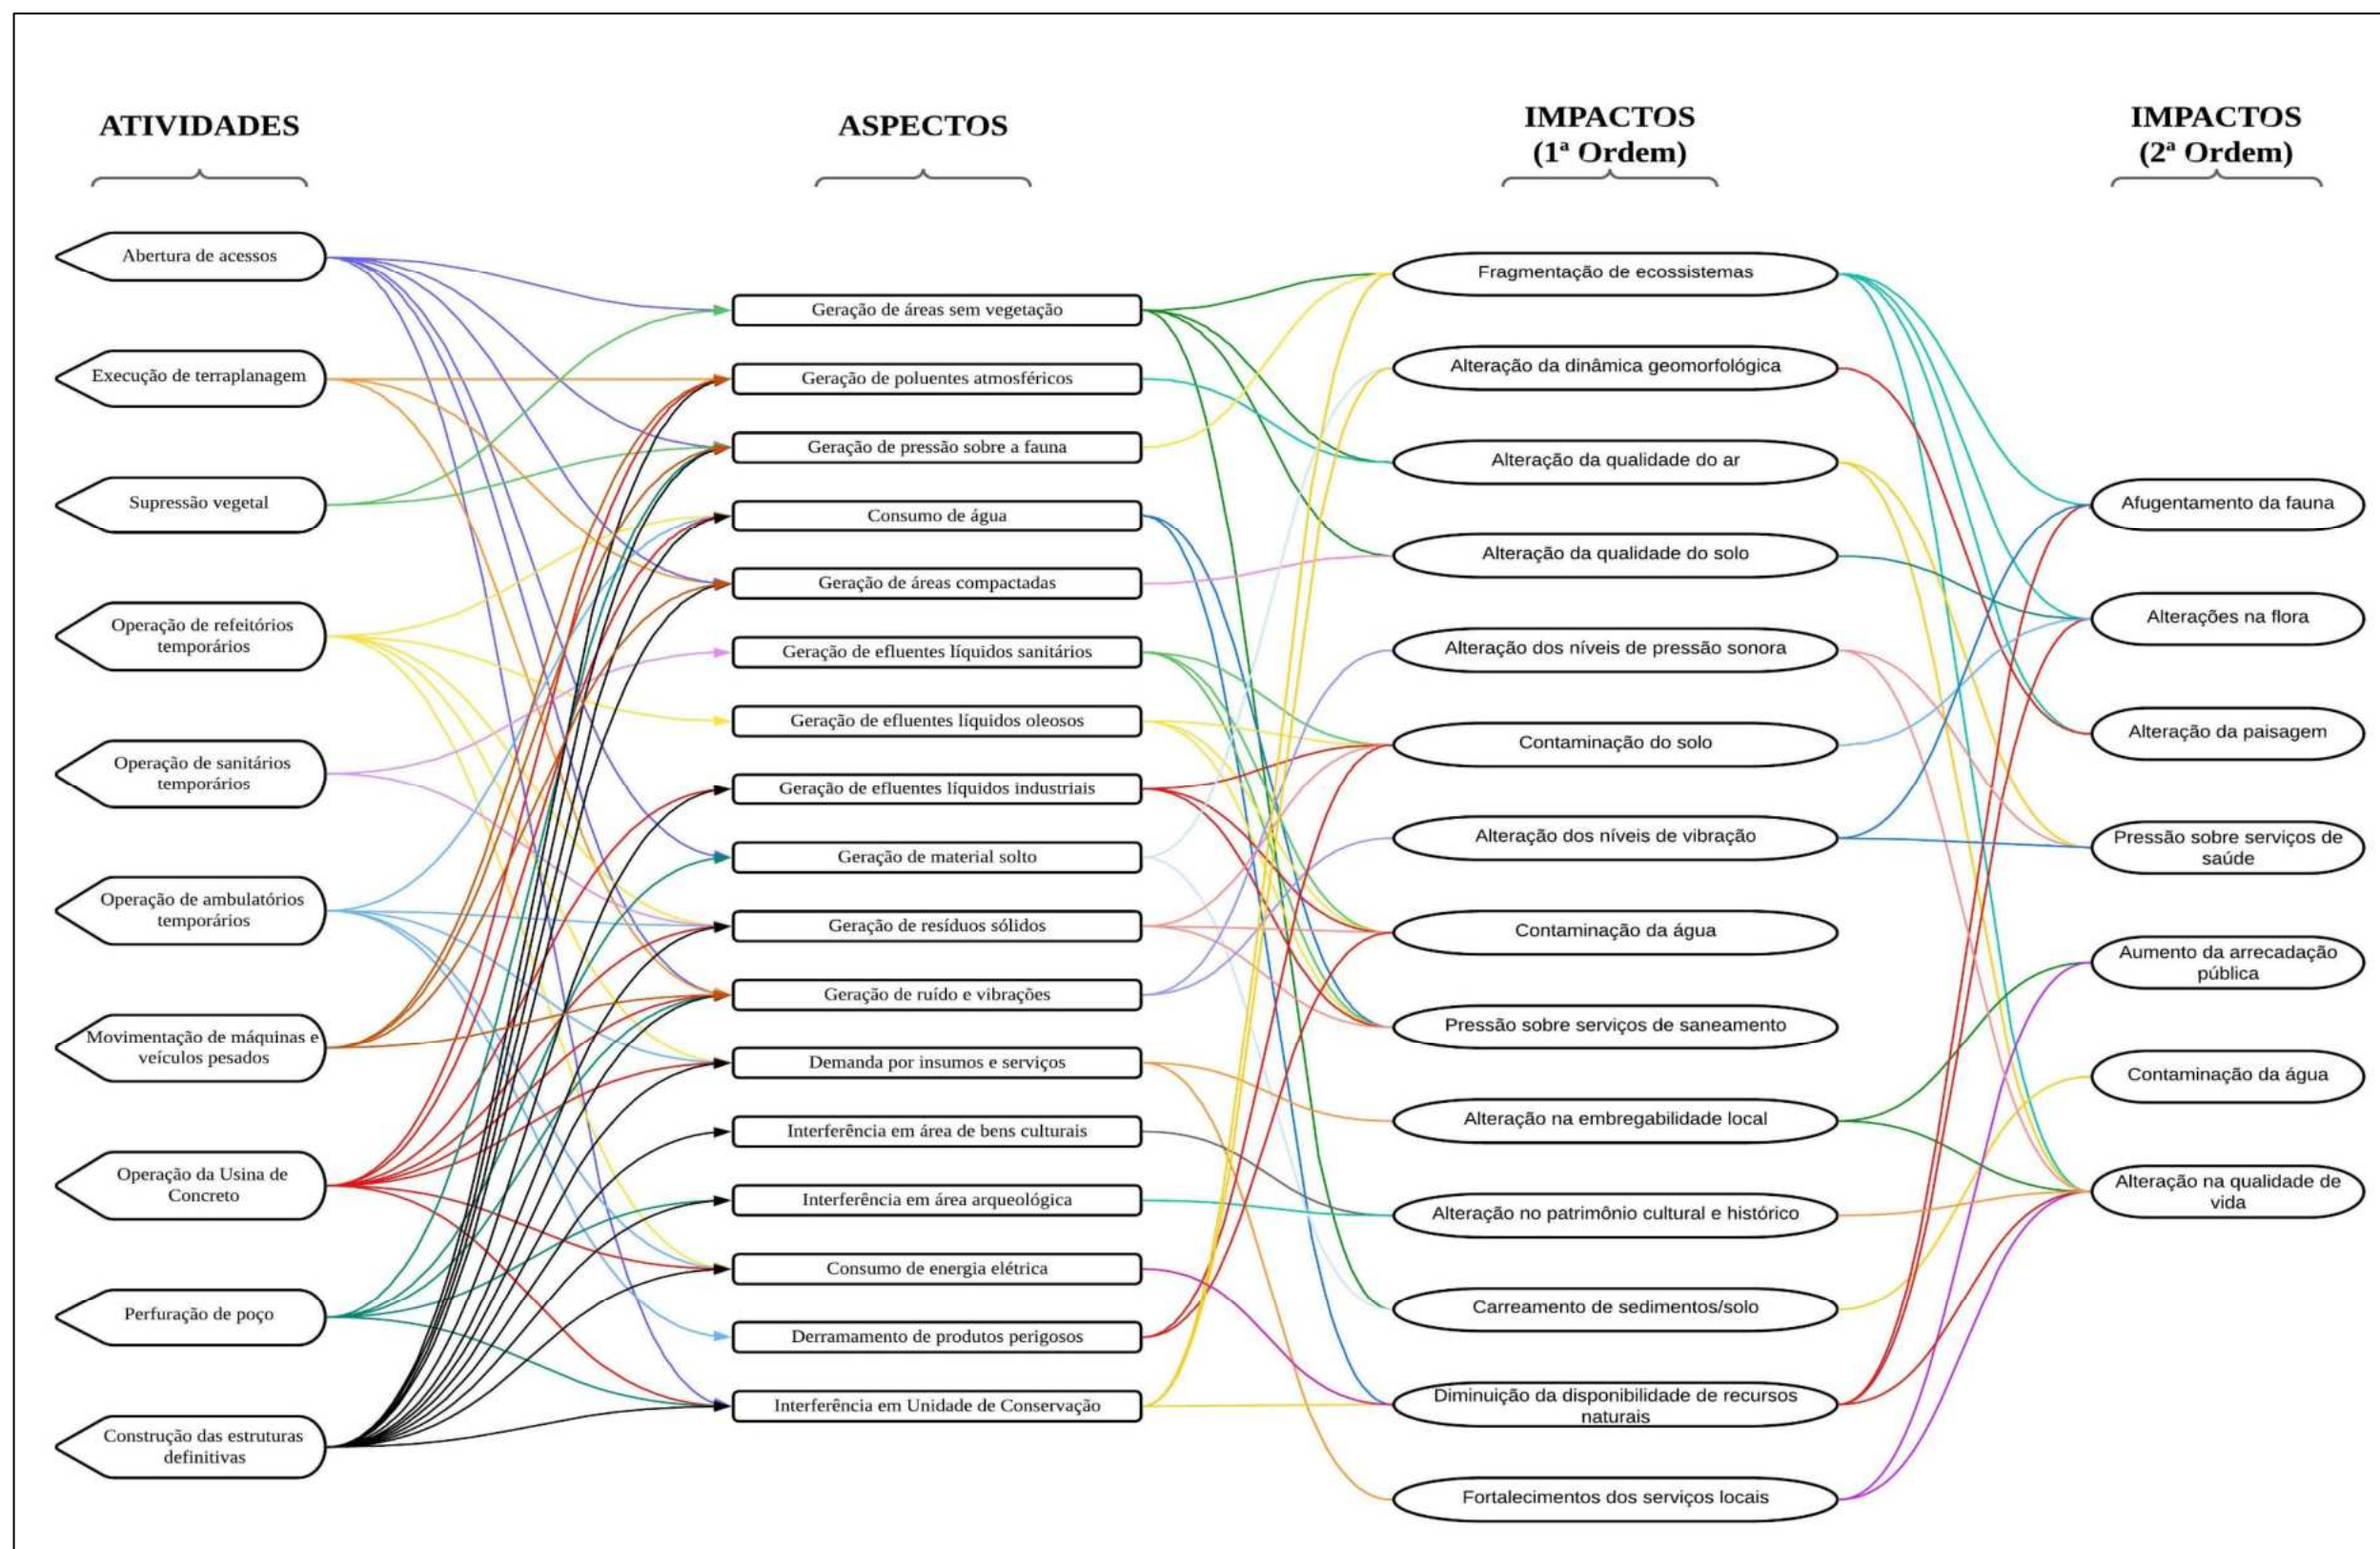 ATIVIDADES
Abertura de acessos
Execução de terraplanagem
Supressão vegetal
Operação de refeitórios
temporários
Operação de sanitários
temporários
Operação de ambulatórios
temporários
Movimentação de máquinas e
veículos pesados
Operação da Usina de
Concreto
Perfuração de poço
Construção das estruturas
definitivas
ASPECTOS
Geração de áreas sem vegetação
Geração de poluentes atmosféricos
Geração de pressão sobre a fauna
Consumo de água
Geração de áreas compactadas
Geração de efluentes líquidos sanitários
Geração de efluentes líquidos oleosos
Geração de efluentes líquidos industriais
Geração de material solto
Geração de resíduos sólidos
Geração de ruído e vibrações
Demanda por insumos e serviços
Interferência em área de bens culturais
Interferência em área arqueológica
Consumo de energia elétrica
Derramamento de produtos perigosos
Interferência em Unidade de Conservação
IMPACTOS
(1ª Ordem)
Fragmentação de ecossistemas
Alteração da dinâmica geomorfológica
Alteração da qualidade do ar
Alteração da qualidade do solo
Alteração dos níveis de pressão sonora
Contaminação do solo
Alteração dos níveis de vibração
Contaminação da água
Pressão sobre serviços de saneamento
Alteração na embregabilidade local
Alteração no patrimônio cultural e histórico
Carreamento de sedimentos/solo
Diminuição da disponibilidade de recursos
naturais
Fortalecimentos dos serviços locais
IMPACTOS
(2ª Ordem)
Afugentamento da fauna
Alterações na flora
Alteração da paisagem
Pressão sobre serviços de
saúde
Aumento da arrecadação
pública
Contaminação da água
Alteração na qualidade de
vida